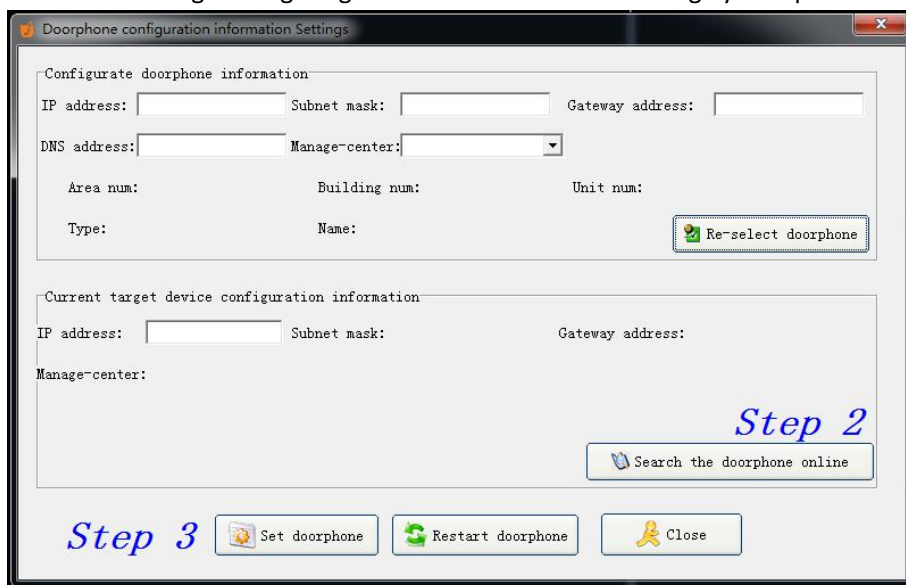 Doorphone configuration information Settings
Configurate doorphone information
IP address: Subnet mask: Gateway address:
DNS address: Manage-center:
Area num: Building num: Unit num:
Type: Name:
Re-select doorphone
Current target device configuration information
IP address: Subnet mask: Gateway address:
Manage-center:
Step 2
Search the doorphone online
Step 3 Set doorphone Restart doorphone Close